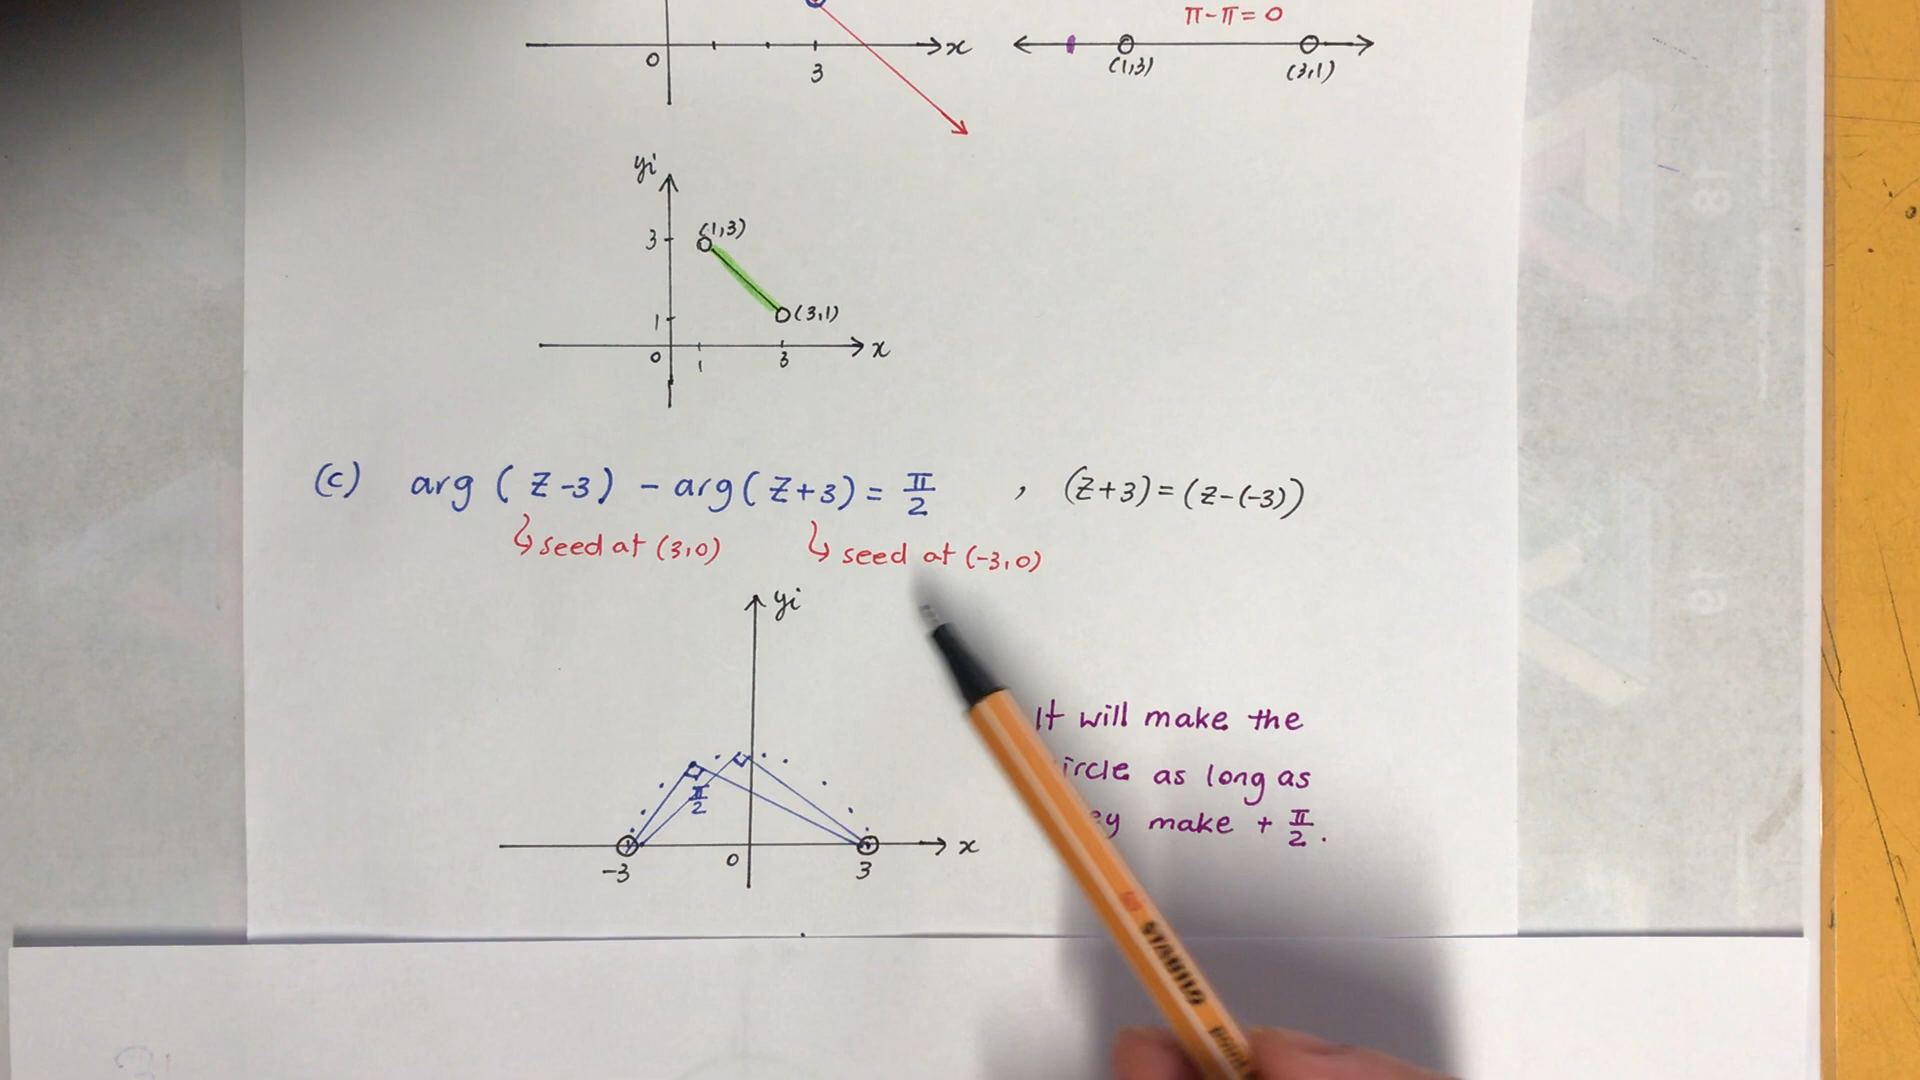 π-π=0
0
3
x
(1,3)
(3,1)
yi
3
(1,3)
1
(3,1)
0
1
3
x
(c) arg(z-3) - arg(z+3) = π/2 , (z+3)=(z-(-3))
↳ seed at (3,0)
↳ seed at (-3,0)
yi
π/2
-3
0
3
x
It will make the
circle as long as
make + π/2.
STABILO